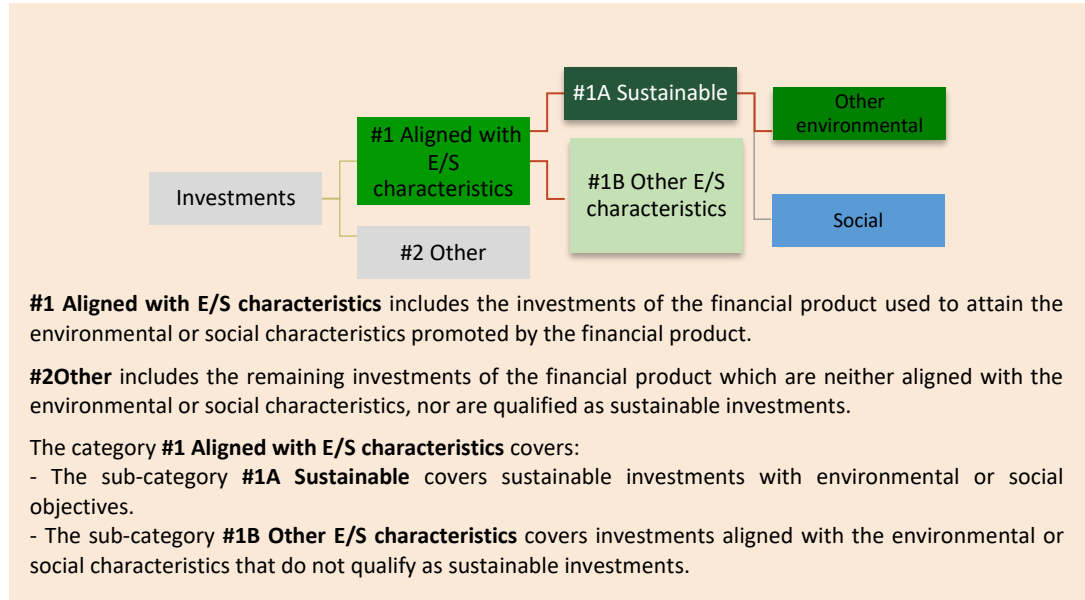 #1A Sustainable
Other
environmental
#1 Aligned with
E/S
characteristics
#1B Other E/S
characteristics
Investments
Social
#2 Other
#1 Aligned with E/S characteristics includes the investments of the financial product used to attain the
environmental or social characteristics promoted by the financial product.
#2Other includes the remaining investments of the financial product which are neither aligned with the
environmental or social characteristics, nor are qualified as sustainable investments.
The category #1 Aligned with E/S characteristics covers:
- The sub-category #1A Sustainable covers sustainable investments with environmental or social
objectives.
- The sub-category #1B Other E/S characteristics covers investments aligned with the environmental or
social characteristics that do not qualify as sustainable investments.